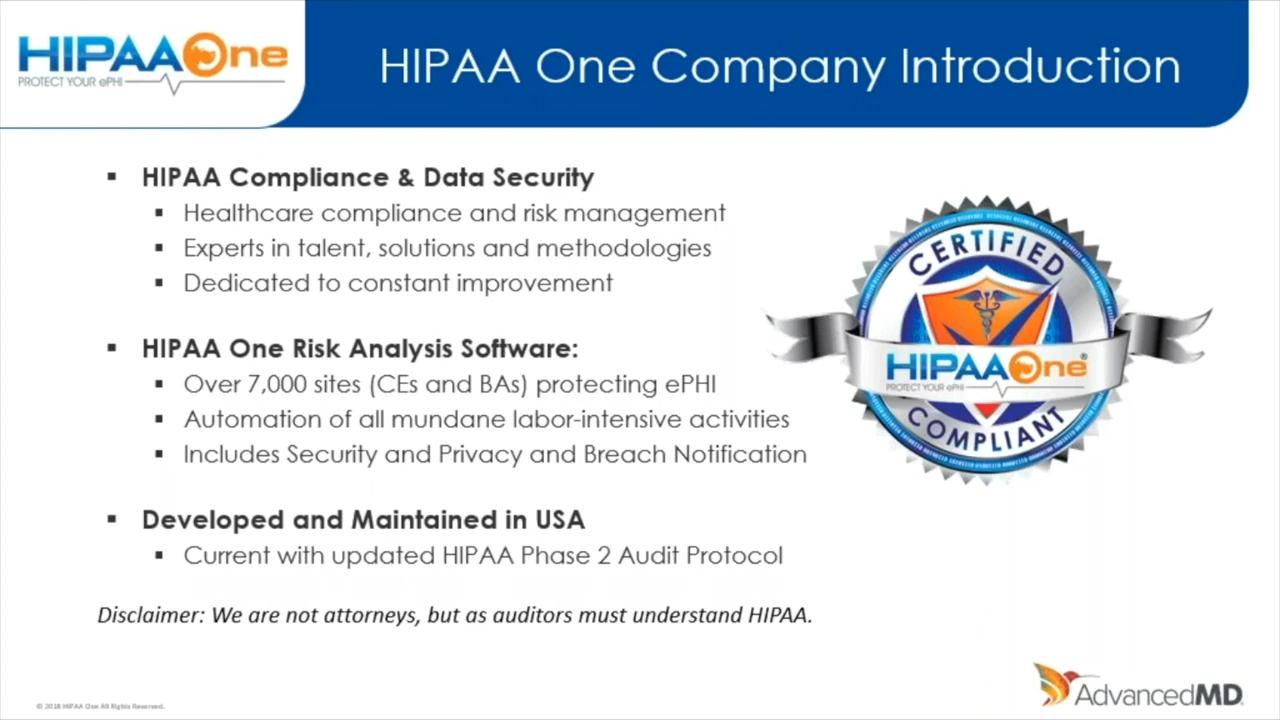 HIPAAOne
PROTECT YOUR ePHI
HIPAA One Company Introduction
▪ HIPAA Compliance & Data Security
▪ Healthcare compliance and risk management
▪ Experts in talent, solutions and methodologies
▪ Dedicated to constant improvement
▪ HIPAA One Risk Analysis Software:
▪ Over 7,000 sites (CEs and BAs) protecting ePHI
▪ Automation of all mundane labor-intensive activities
▪ Includes Security and Privacy and Breach Notification
▪ Developed and Maintained in USA
▪ Current with updated HIPAA Phase 2 Audit Protocol
Disclaimer: We are not attorneys, but as auditors must understand HIPAA.
CERTIFIED
HIPAAOne®
PROTECT YOUR ePHI
COMPLIANT
© 2018 HIPAA One All Rights Reserved.
AdvancedMD